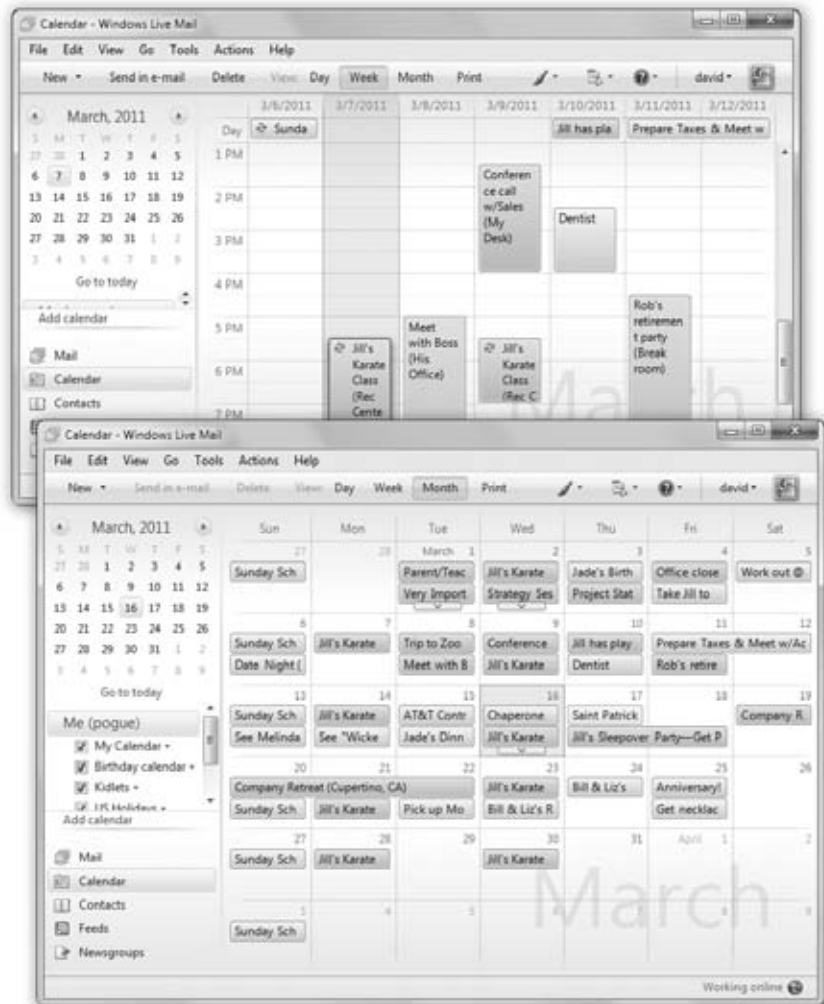 Calendar - Windows Live Mail
File Edit View Go Tools Actions Help
New Send in e-mail Delete View: Day Week Month Print david
March, 2011
S M T W T F S
27 28 1 2 3 4 5
6 7 8 9 10 11 12
13 14 15 16 17 18 19
20 21 22 23 24 25 26
27 28 29 30 31 1 2
3 4 5 6 7 8 9
Go to today
Add calendar
Mail
Calendar
Contacts
3/6/2011 3/7/2011 3/8/2011 3/9/2011 3/10/2011 3/11/2011 3/12/2011
Day Sunda Jill has pla Prepare Taxes & Meet w
1 PM
2 PM
3 PM
4 PM
5 PM
6 PM
7 PM
Jill's
Karate
Class
(Rec
Cente
Meet
with Boss
(His
Office)
Conferen
ce call
w/Sales
(My
Desk)
Jill's
Karate
Class
(Rec C
Dentist
Rob's
retiremen
t party
(Break
room)
March
Calendar - Windows Live Mail
File Edit View Go Tools Actions Help
New Send in e-mail Delete View: Day Week Month Print david
March, 2011
S M T W T F S
27 28 1 2 3 4 5
6 7 8 9 10 11 12
13 14 15 16 17 18 19
20 21 22 23 24 25 26
27 28 29 30 31 1 2
3 4 5 6 7 8 9
Go to today
Me (pogue)
My Calendar
Birthday calendar
Kidlets
US Holidays
Add calendar
Mail
Calendar
Contacts
Feeds
Newsgroups
Sun Mon Tue Wed Thu Fri Sat
27 28 March 1 2 3 4 5
Sunday Sch Parent/Teac Jill's Karate Jade's Birth Office close Work out @
Very Import Strategy Ses Project Stat Take Jill to
6 7 8 9 10 11 12
Sunday Sch Jill's Karate Trip to Zoo Conference Jill has play Prepare Taxes & Meet w/Ac
Date Night ( Meet with B Jill's Karate Dentist Rob's retire
13 14 15 16 17 18 19
Sunday Sch Jill's Karate AT&T Contr Chaperone Saint Patrick Company R
See Melinda See "Wicke Jade's Dinn Jill's Karate Jill's Sleepover Party—Get P
20 21 22 23 24 25 26
Company Retreat (Cupertino, CA) Jill's Karate Bill & Liz's Anniversary!
Sunday Sch Jill's Karate Pick up Mo Bill & Liz's R Get necklac
27 28 29 30 31 April 1 2
Sunday Sch Jill's Karate Jill's Karate
3 4 5 6 7 8 9
Sunday Sch
March
Working online